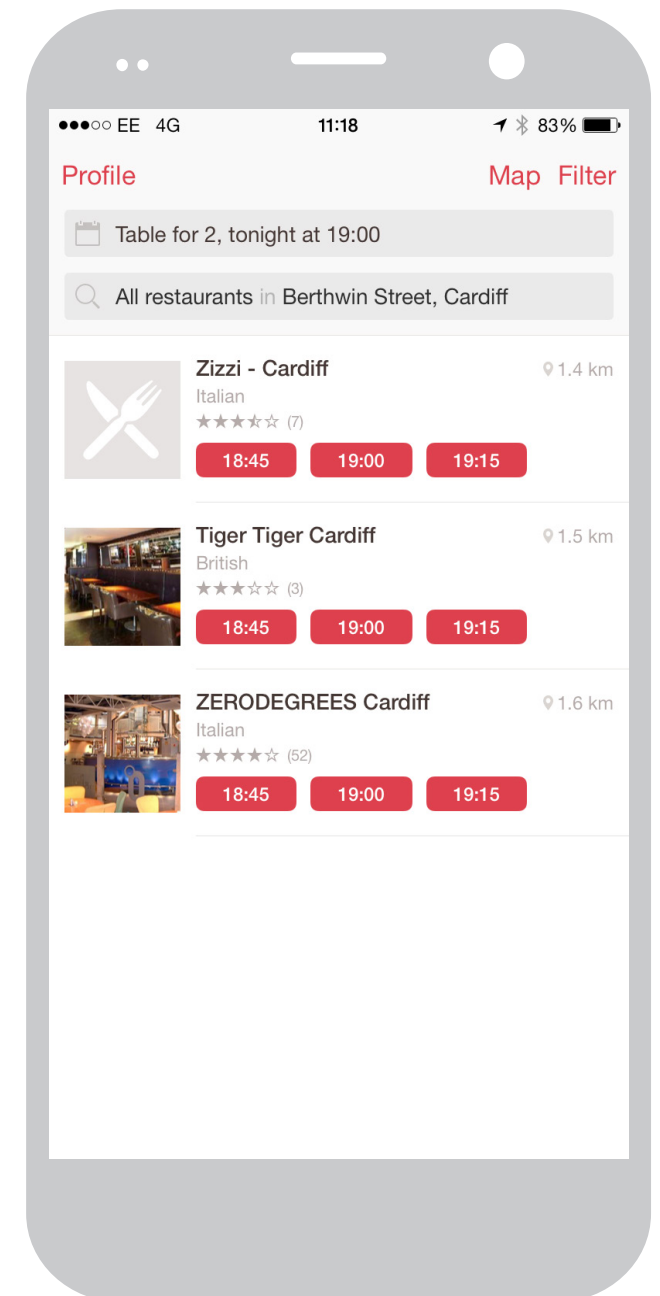 EE 4G 11:18 83%
Profile Map Filter
Table for 2, tonight at 19:00
All restaurants in Berthwin Street, Cardiff
Zizzi - Cardiff 1.4 km
Italian
(7)
18:45 19:00 19:15
Tiger Tiger Cardiff 1.5 km
British
(3)
18:45 19:00 19:15
ZERODEGREES Cardiff 1.6 km
Italian
(52)
18:45 19:00 19:15